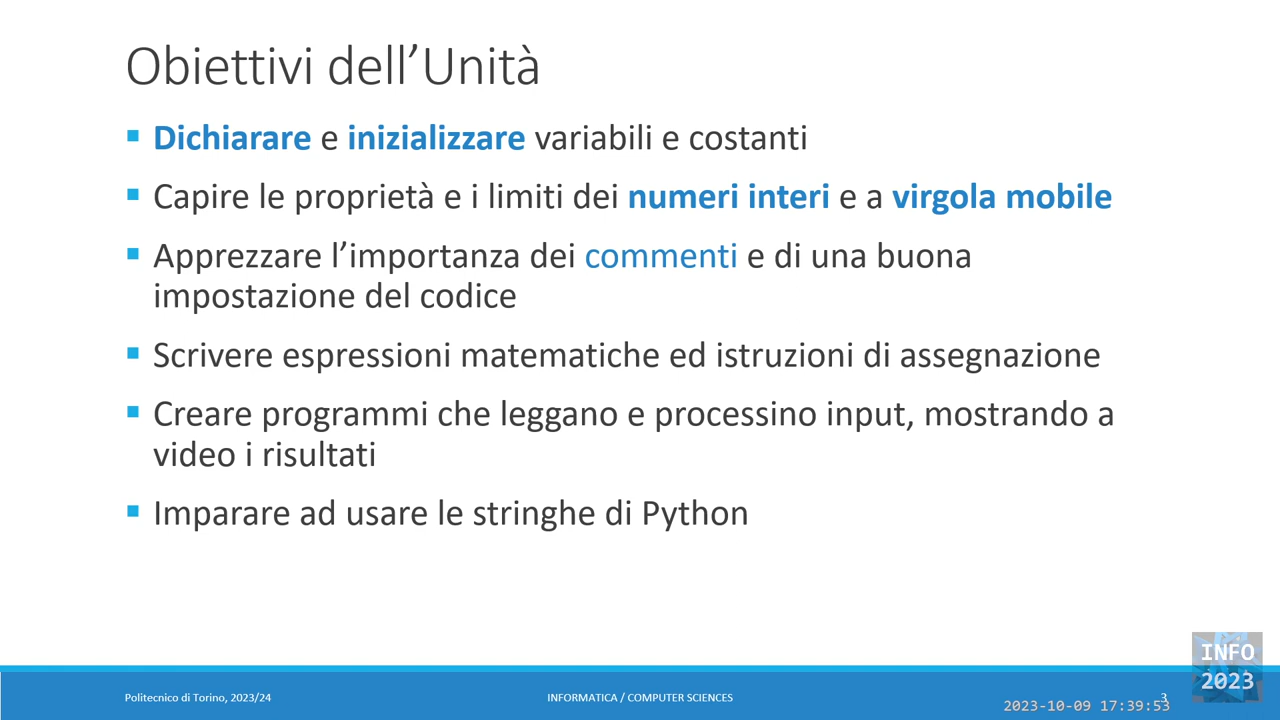 Obiettivi dell’Unità
Dichiarare e inizializzare variabili e costanti
Capire le proprietà e i limiti dei numeri interi e a virgola mobile
Apprezzare l’importanza dei commenti e di una buona
impostazione del codice
Scrivere espressioni matematiche ed istruzioni di assegnazione
Creare programmi che leggano e processino input, mostrando a
video i risultati
Imparare ad usare le stringhe di Python
INFO
2023
Politecnico di Torino, 2023/24
INFORMATICA / COMPUTER SCIENCES
3
2023-10-09 17:39:53